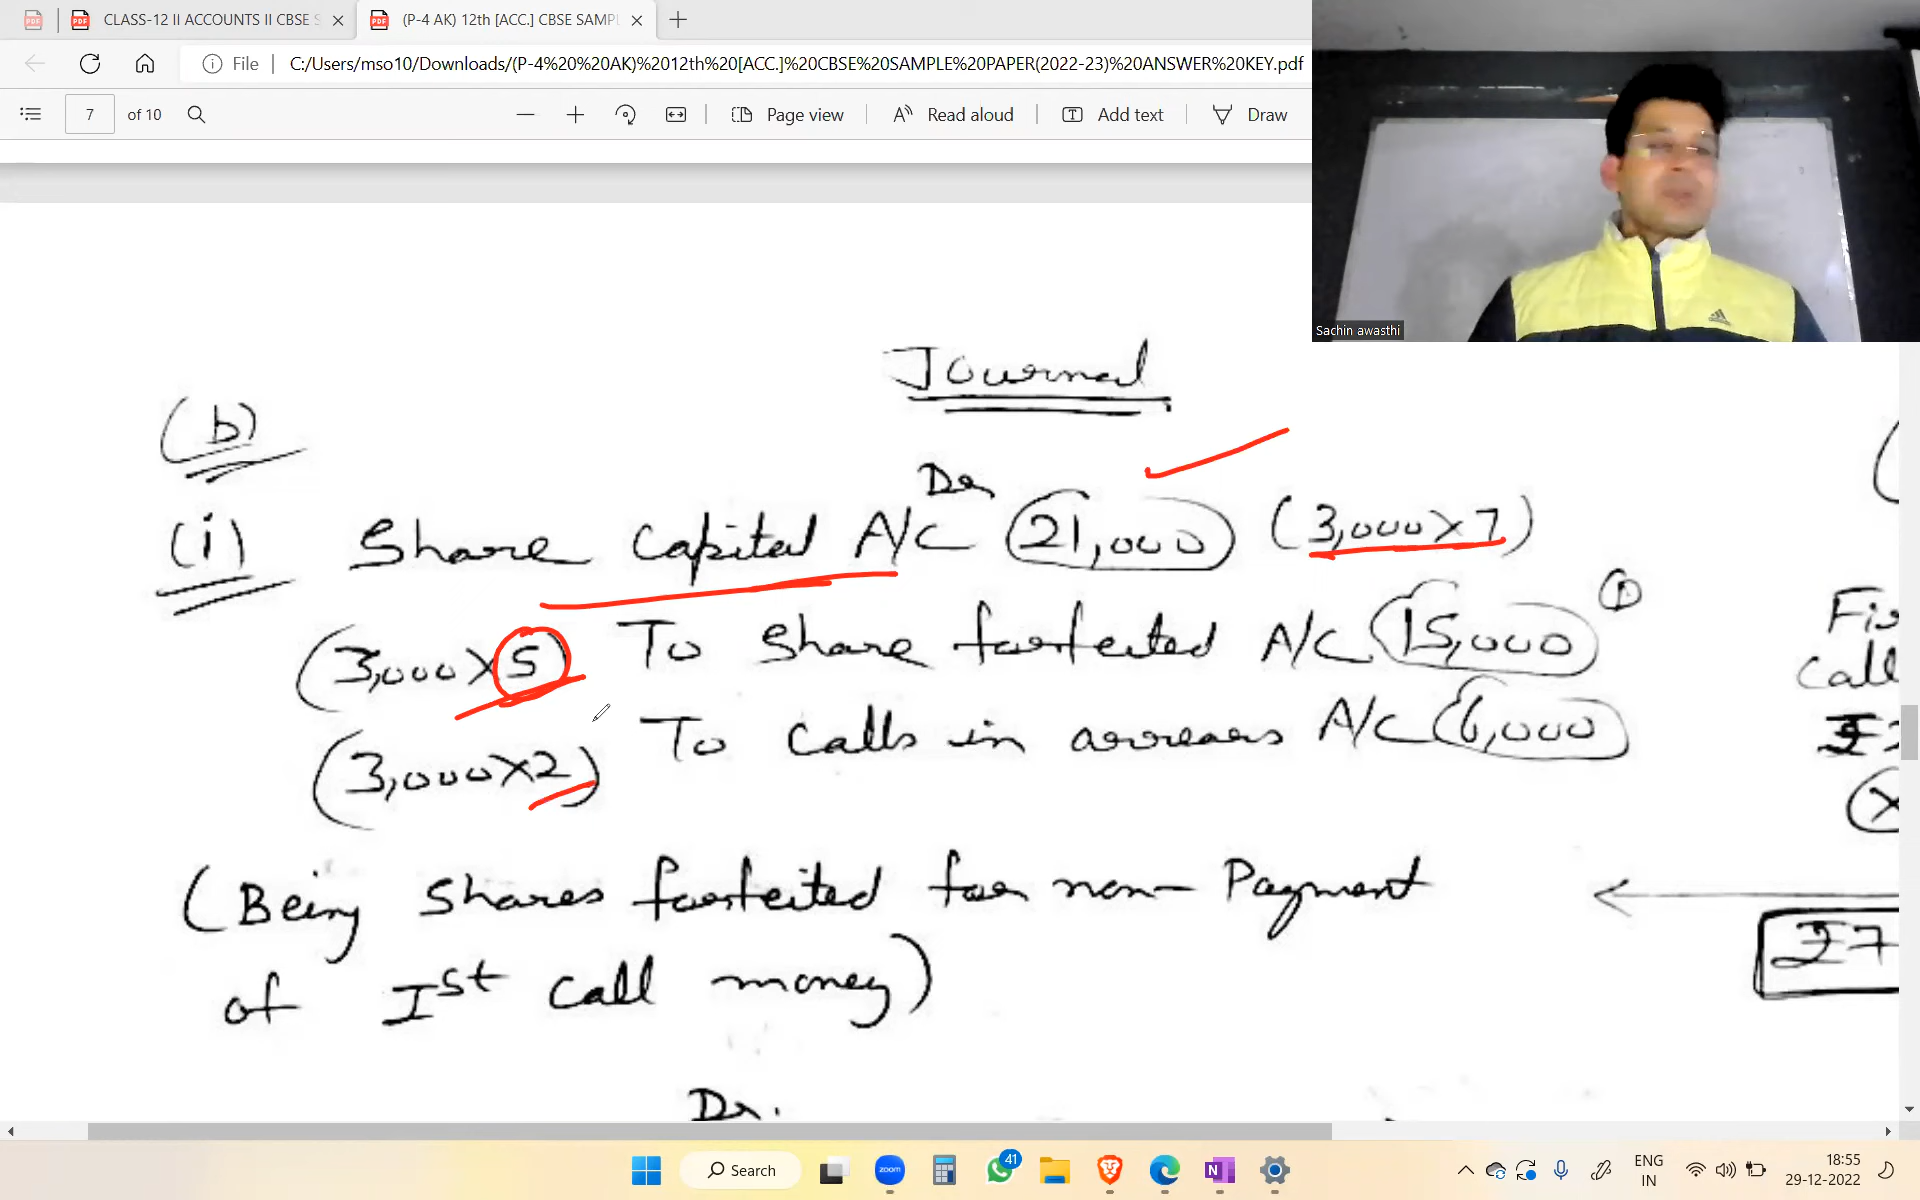 CLASS-12 II ACCOUNTS II CBSE S
(P-4 AK) 12th [ACC.] CBSE SAMPL
File
C:/Users/mso10/Downloads/(P-4%20%20AK)%2012th%20[ACC.]%20CBSE%20SAMPLE%20PAPER(2022-23)%20ANSWER%20KEY.pdf
7 of 10
Page view
Read aloud
Add text
Draw
Sachin awasthi
Journal
(b)
Dr
(i) Share Capital A/C 21,000 (3,000×7)
(3,000×5) To Share forfeited A/C 15,000 ①
(3,000×2) To Calls in arrears A/C 6,000
(Being Shares forfeited for non-Payment
of Ist Call money)
Dr.
Call
₹7
Search
zoom
41
ENG
IN
18:55
29-12-2022